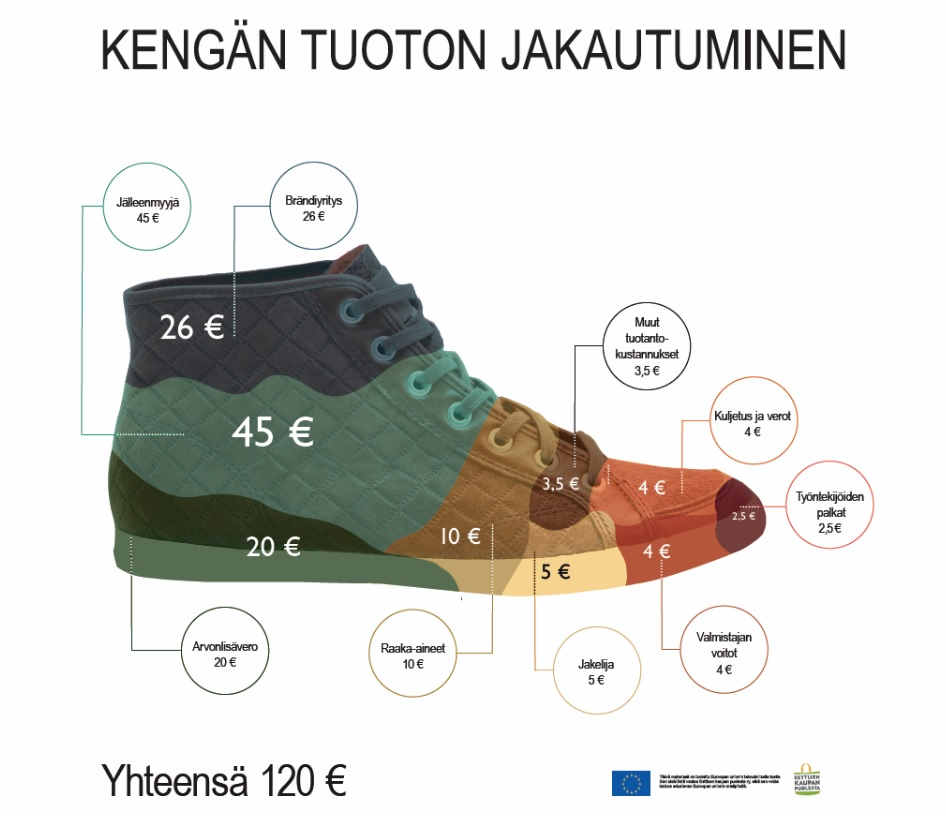 KENGÄN TUOTON JAKAUTUMINEN
Jälleenmyyjä
45 €
Brändiyritys
26 €
26 €
Muut
tuotanto-
kustannukset
3,5 €
Kuljetus ja verot
4 €
45 €
3,5 €
4 €
Työntekijöiden
palkat
2,5€
2,5 €
10 €
20 €
4 €
5 €
Arvonlisävero
20 €
Raaka-aineet
10 €
Jakelija
5 €
Valmistajan
voitot
4 €
Yhteensä 120 €
EETTISEN
KAUPAN
PUOLESTA